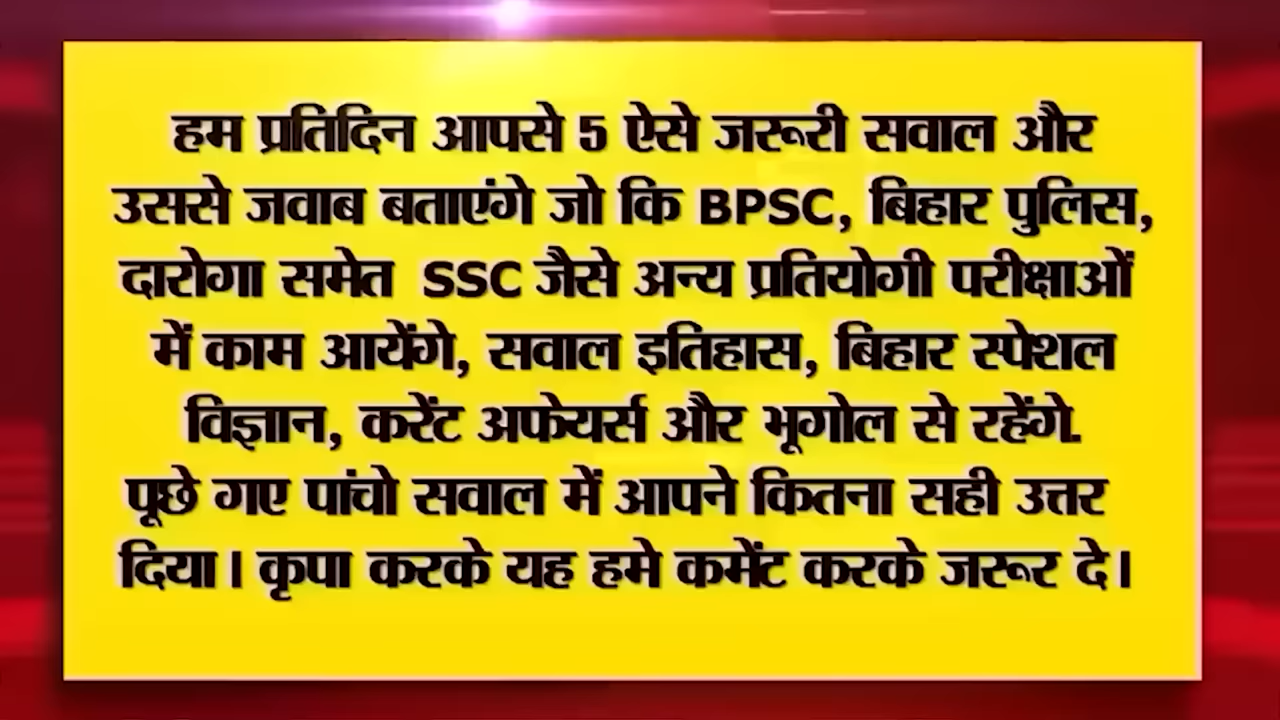 हम प्रतिदिन आपसे 5 ऐसे जरूरी सवाल और
उससे जवाब बताएंगे जो कि BPSC, बिहार पुलिस,
दारोगा समेत SSC जैसे अन्य प्रतियोगी परीक्षाओं
में काम आयेंगे, सवाल इतिहास, बिहार स्पेशल
विज्ञान, करेंट अफेयर्स और भूगोल से रहेंगे.
पूछे गए पांचो सवाल में आपने कितना सही उत्तर
दिया। कृपा करके यह हमे कमेंट करके जरूर दे।